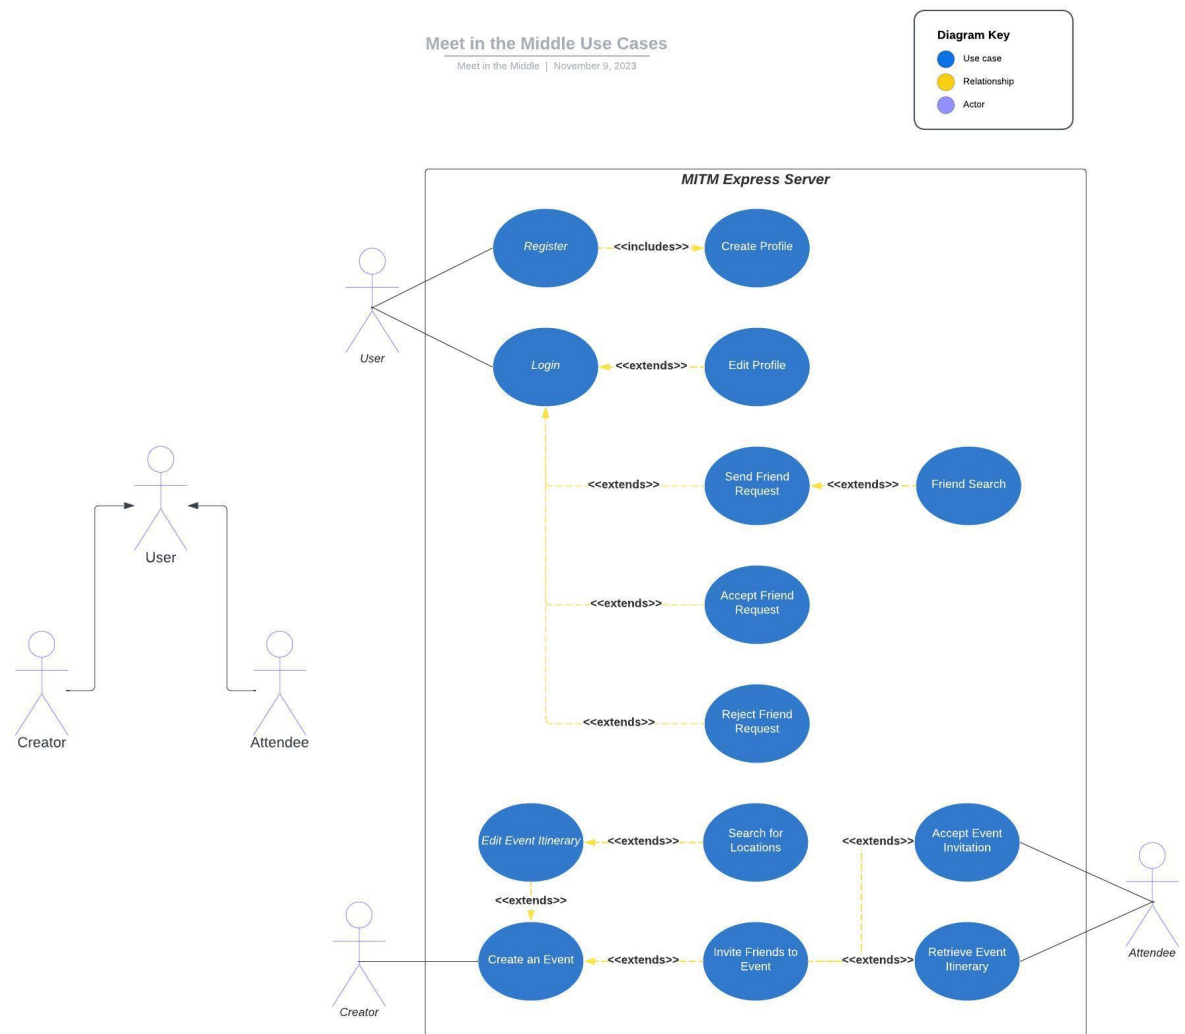 Meet in the Middle Use Cases
Meet in the Middle | November 9, 2023
Diagram Key
Use case
Relationship
Actor
MITM Express Server
Register
<<includes>>
Create Profile
User
Login
<<extends>>
Edit Profile
Send Friend
Request
<<extends>>
<<extends>>
Friend Search
User
Accept Friend
Request
<<extends>>
Creator
Attendee
Reject Friend
Request
<<extends>>
Edit Event Itinerary
<<extends>>
Search for
Locations
<<extends>>
Accept Event
Invitation
<<extends>>
Create an Event
<<extends>>
Invite Friends to
Event
<<extends>>
Retrieve Event
Itinerary
Attendee
Creator